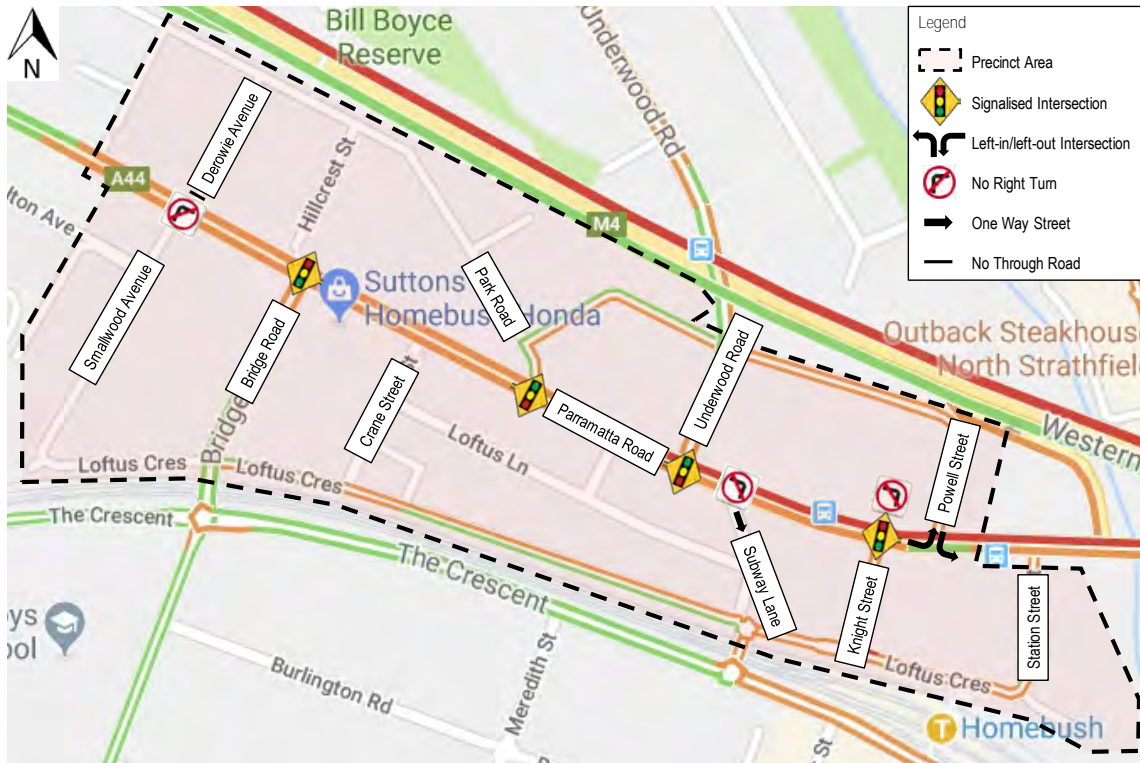 N
Bill Boyce
Reserve
Underwood Rd
Legend
Precinct Area
Signalised Intersection
Left-in/left-out Intersection
No Right Turn
One Way Street
No Through Road
A44
Derowie Avenue
Hillcrest St
M4
lton Ave
Smallwood Avenue
Bridge Road
Suttons
Homebush Honda
Park Road
Outback Steakhous
North Strathfiel
Underwood Road
Western
Crane Street
st
Parramatta Road
Powell Street
Bridge
Loftus Ln
Loftus Cres
Loftus Cres
The Crescent
The Crescent
Subway Lane
Knight Street
Station Street
Loftus Cres
ys
ool
Burlington Rd
Meredith St
St
T Homebush